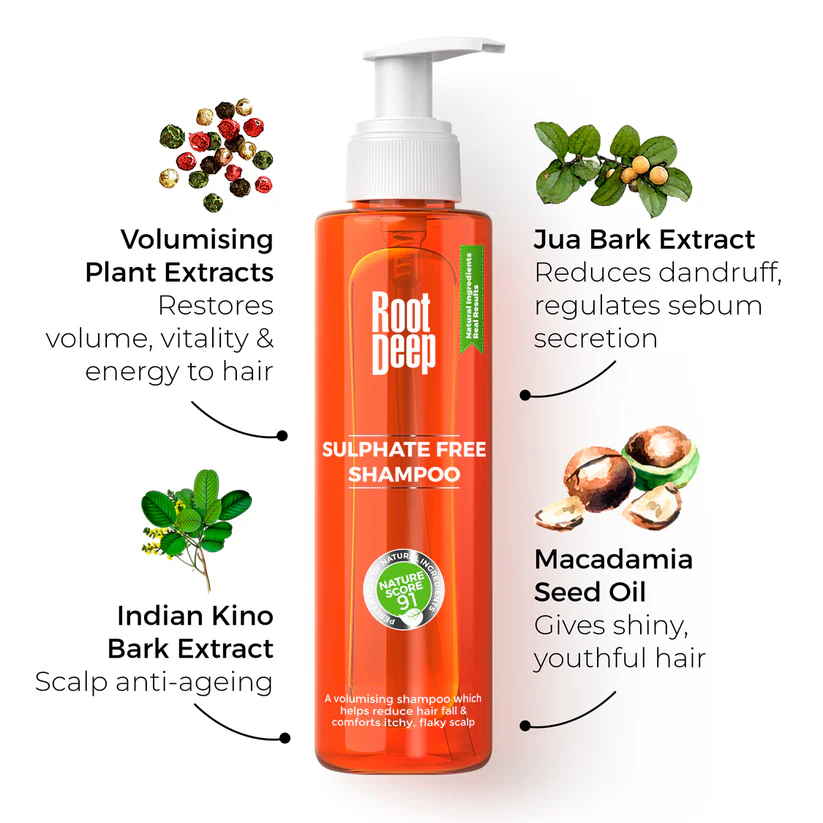 Volumising
Plant Extracts
Restores
volume, vitality &
energy to hair
Indian Kino
Bark Extract
Scalp anti-ageing
Root
Deep
Natural Ingredients
Real Results
SULPHATE FREE
SHAMPOO
NATURAL INGREDIENTS
NATURE
SCORE
91
A volumising shampoo which
helps reduce hair fall &
comforts itchy, flaky scalp
Jua Bark Extract
Reduces dandruff,
regulates sebum
secretion
Macadamia
Seed Oil
Gives shiny,
youthful hair